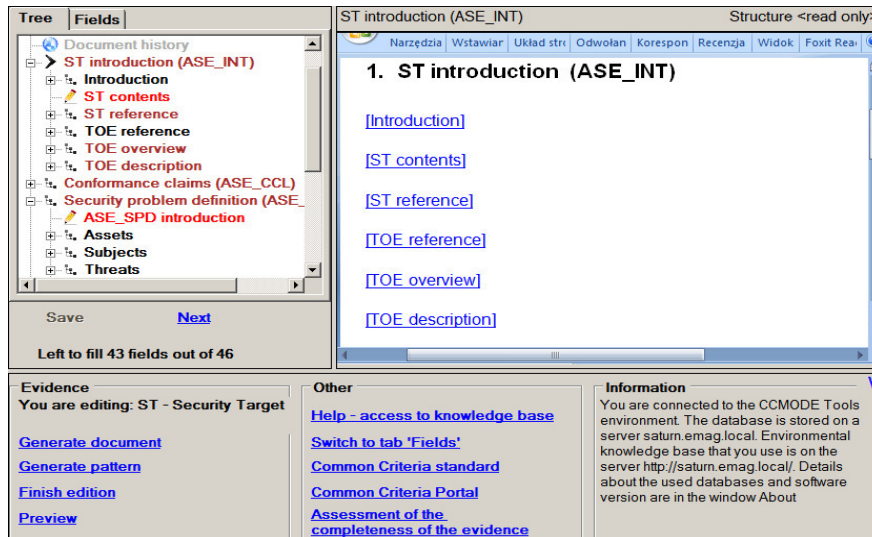 Tree Fields
Document history
ST introduction (ASE_INT)
Introduction
ST contents
ST reference
TOE reference
TOE overview
TOE description
Conformance claims (ASE_CCL)
Security problem definition (ASE_
ASE_SPD introduction
Assets
Subjects
Threats
Save Next
Left to fill 43 fields out of 46
ST introduction (ASE_INT) Structure <read only>
Narzędzia Wstawiar Układ stro Odwołan Korespon Recenzja Widok Foxit Rea
1. ST introduction (ASE_INT)
[Introduction]
[ST contents]
[ST reference]
[TOE reference]
[TOE overview]
[TOE description]
Evidence
You are editing: ST - Security Target
Generate document
Generate pattern
Finish edition
Preview
Other
Help - access to knowledge base
Switch to tab 'Fields'
Common Criteria standard
Common Criteria Portal
Assessment of the
completeness of the evidence
Information
You are connected to the CCMODE Tools
environment. The database is stored on a
server saturn.emag.local. Environmental
knowledge base that you use is on the
server http://saturn.emag.local/. Details
about the used databases and software
version are in the window About